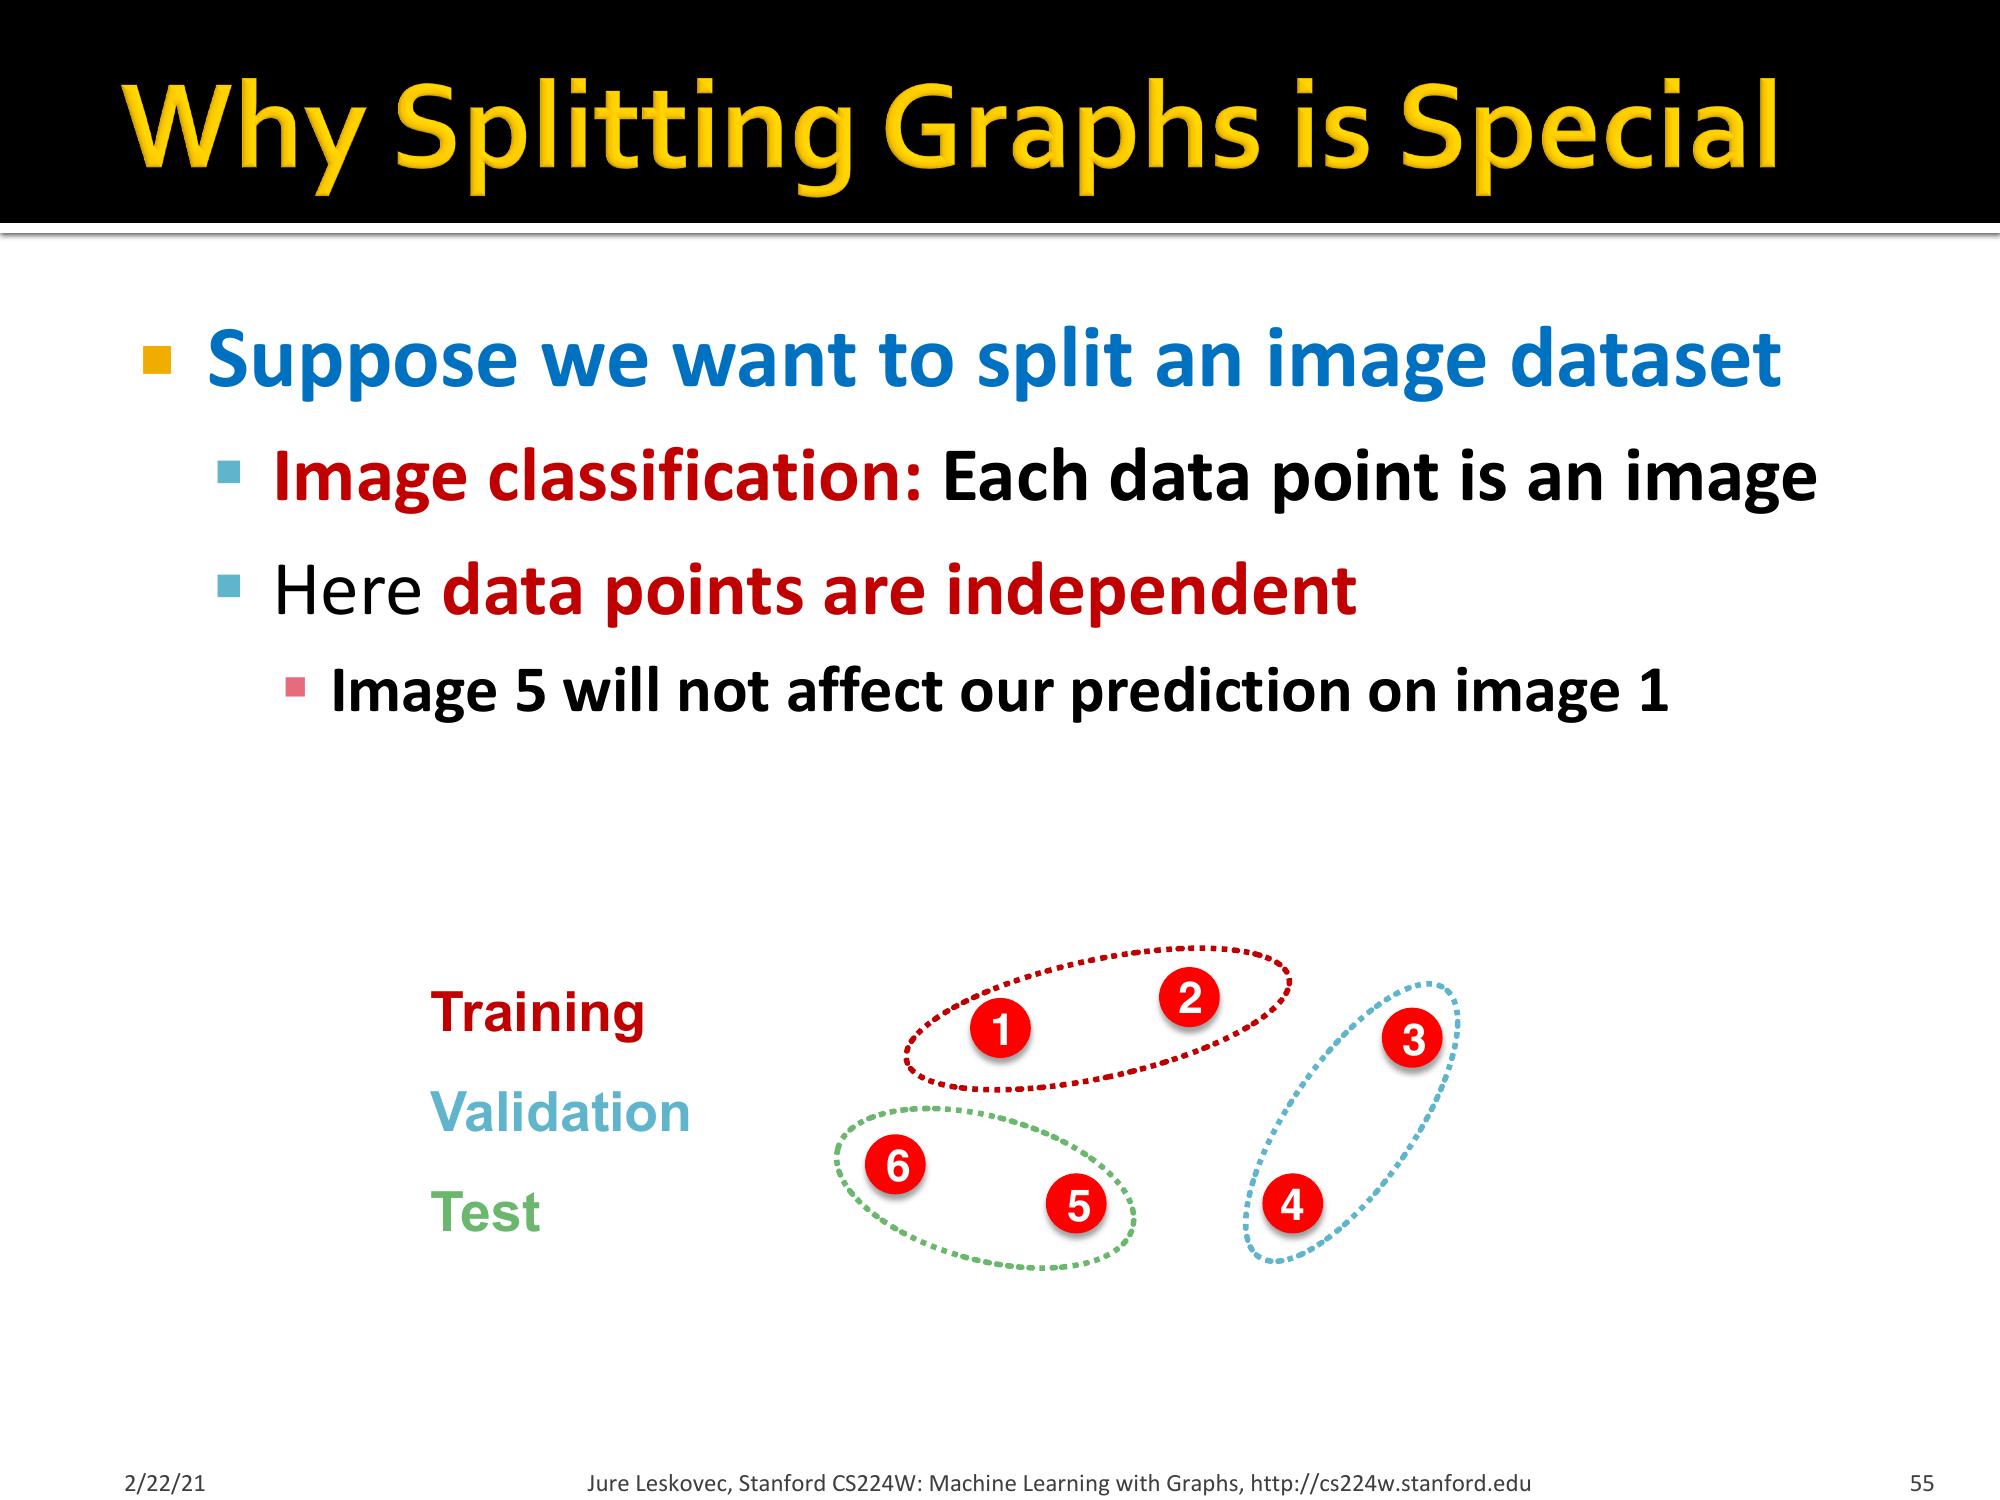 Why Splitting Graphs is Special
Suppose we want to split an image dataset
Image classification: Each data point is an image
Here data points are independent
Image 5 will not affect our prediction on image 1
Training
Validation
Test
1
2
3
6
5
4
2/22/21
Jure Leskovec, Stanford CS224W: Machine Learning with Graphs, http://cs224w.stanford.edu
55